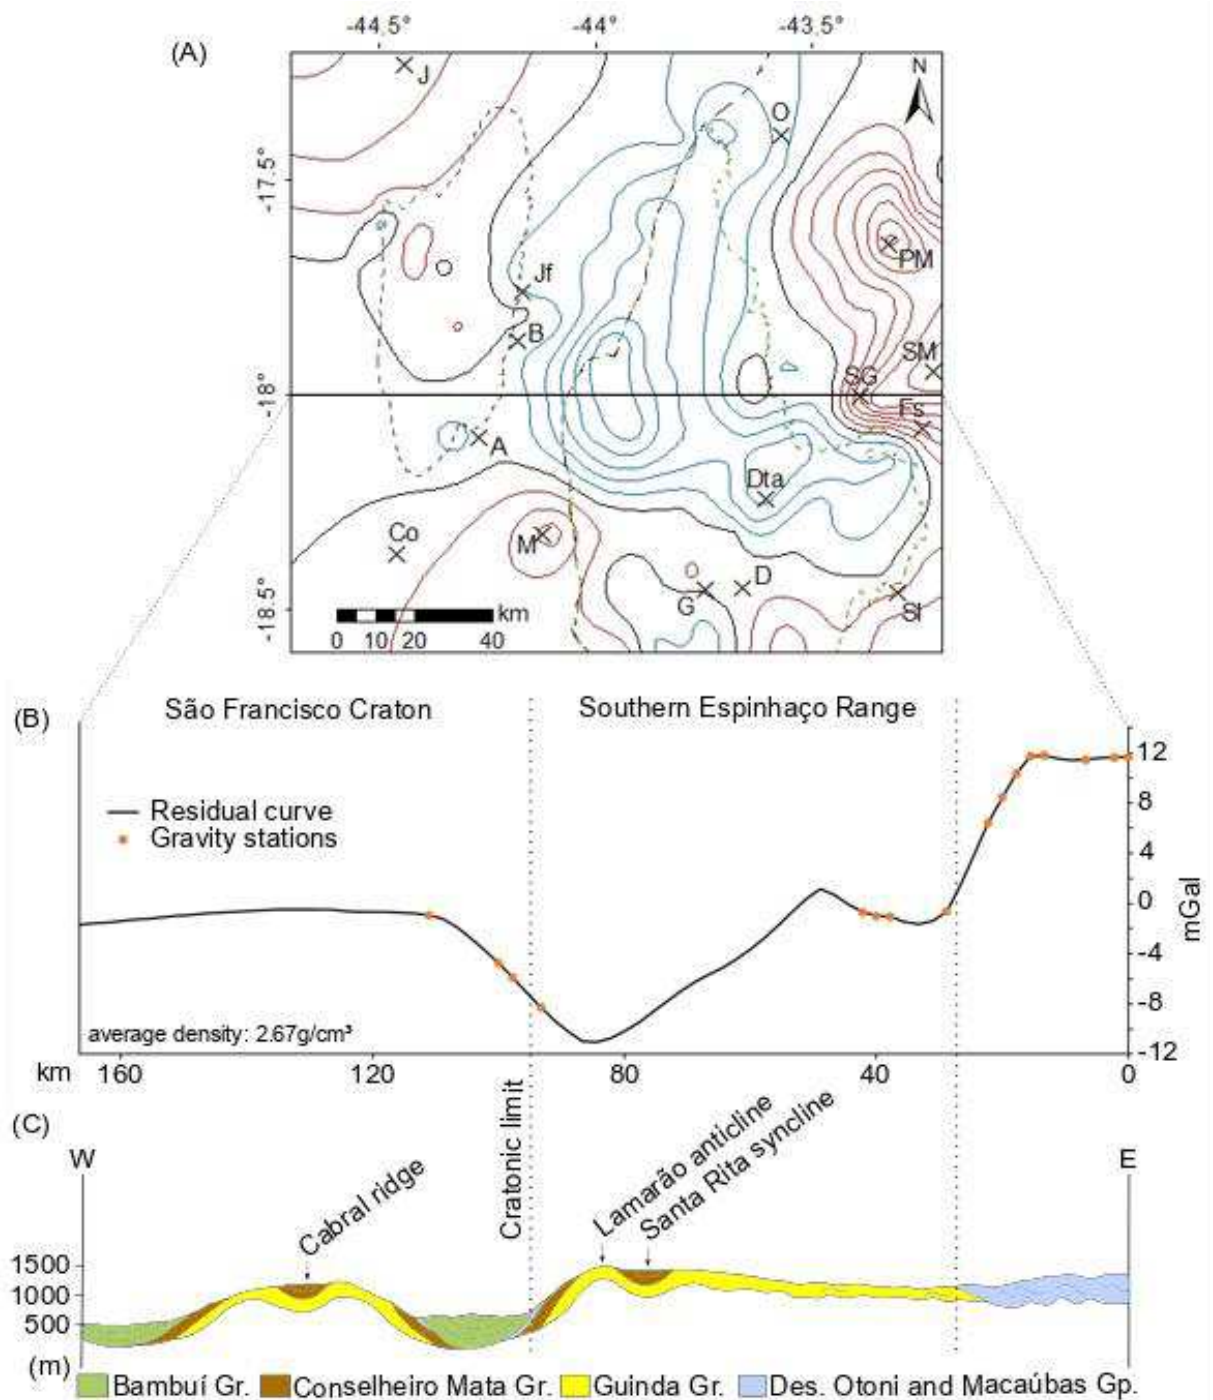 -44.5° -44° -43.5°
(A)
J
O
N
-17.5°
PM
Jf
B
SM
SG
-18°
Fs
A
Dta
Co
M
D
G
Sl
-18.5°
km
0 10 20 40
(B)
São Francisco Craton
Southern Espinhaço Range
12
Residual curve
8
Gravity stations
4
0
mGal
-4
-8
average density: 2.67g/cm³
-12
km 160 120 80 40 0
(C)
Cratonic limit
Lamarão anticline
Santa Rita syncline
W
E
Cabral ridge
1500
1000
500
(m)
Bambuí Gr. Conselheiro Mata Gr. Guinda Gr. Des. Otoni and Macaúbas Gp.